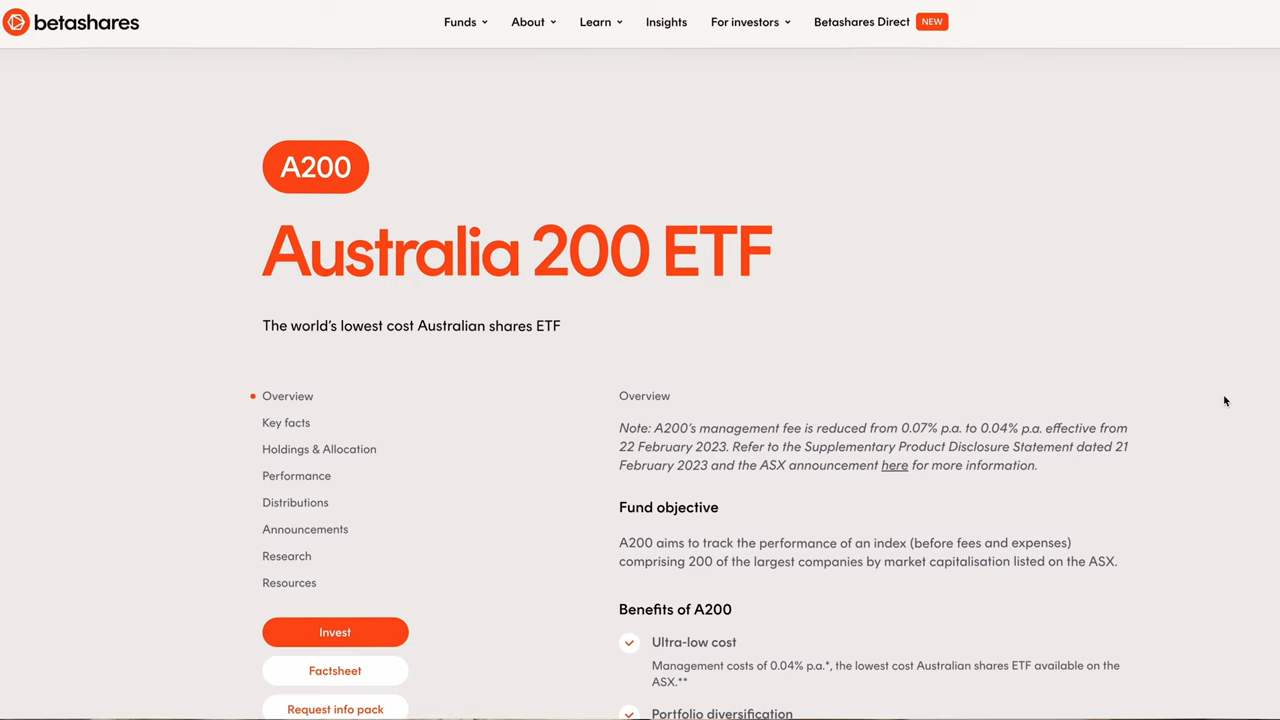 betashares
Funds
About
Learn
Insights
For investors
Betashares Direct
NEW
A200
Australia 200 ETF
The world's lowest cost Australian shares ETF
Overview
Key facts
Holdings & Allocation
Performance
Distributions
Announcements
Research
Resources
Invest
Factsheet
Request info pack
Overview
Note: A200's management fee is reduced from 0.07% p.a. to 0.04% p.a. effective from
22 February 2023. Refer to the Supplementary Product Disclosure Statement dated 21
February 2023 and the ASX announcement here for more information.
Fund objective
A200 aims to track the performance of an index (before fees and expenses)
comprising 200 of the largest companies by market capitalisation listed on the ASX.
Benefits of A200
Ultra-low cost
Management costs of 0.04% p.a.*, the lowest cost Australian shares ETF available on the
ASX.**
Portfolio diversification